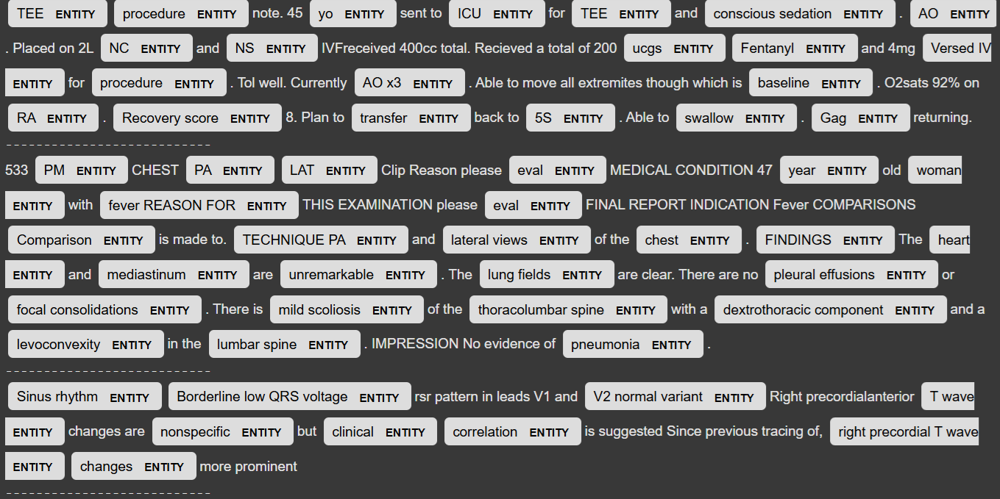 TEE ENTITY procedure ENTITY note. 45 yo ENTITY sent to ICU ENTITY for TEE ENTITY and conscious sedation ENTITY . AO ENTITY
. Placed on 2L NC ENTITY and NS ENTITY IVFreceived 400cc total. Recieved a total of 200 ucgs ENTITY Fentanyl ENTITY and 4mg Versed IV
ENTITY for procedure ENTITY . Tol well. Currently AO x3 ENTITY . Able to move all extremites though which is baseline ENTITY . O2sats 92% on
RA ENTITY . Recovery score ENTITY 8. Plan to transfer ENTITY back to 5S ENTITY . Able to swallow ENTITY . Gag ENTITY returning.
---------------------------
533 PM ENTITY CHEST PA ENTITY LAT ENTITY Clip Reason please eval ENTITY MEDICAL CONDITION 47 year ENTITY old woman
ENTITY with fever REASON FOR ENTITY THIS EXAMINATION please eval ENTITY FINAL REPORT INDICATION Fever COMPARISONS
Comparison ENTITY is made to. TECHNIQUE PA ENTITY and lateral views ENTITY of the chest ENTITY . FINDINGS ENTITY The heart
ENTITY and mediastinum ENTITY are unremarkable ENTITY . The lung fields ENTITY are clear. There are no pleural effusions ENTITY or
focal consolidations ENTITY . There is mild scoliosis ENTITY of the thoracolumbar spine ENTITY with a dextrothoracic component ENTITY and a
levoconvexity ENTITY in the lumbar spine ENTITY . IMPRESSION No evidence of pneumonia ENTITY .
---------------------------
Sinus rhythm ENTITY Borderline low QRS voltage ENTITY rsr pattern in leads V1 and V2 normal variant ENTITY Right precordialanterior T wave
ENTITY changes are nonspecific ENTITY but clinical ENTITY correlation ENTITY is suggested Since previous tracing of, right precordial T wave
ENTITY changes ENTITY more prominent
---------------------------